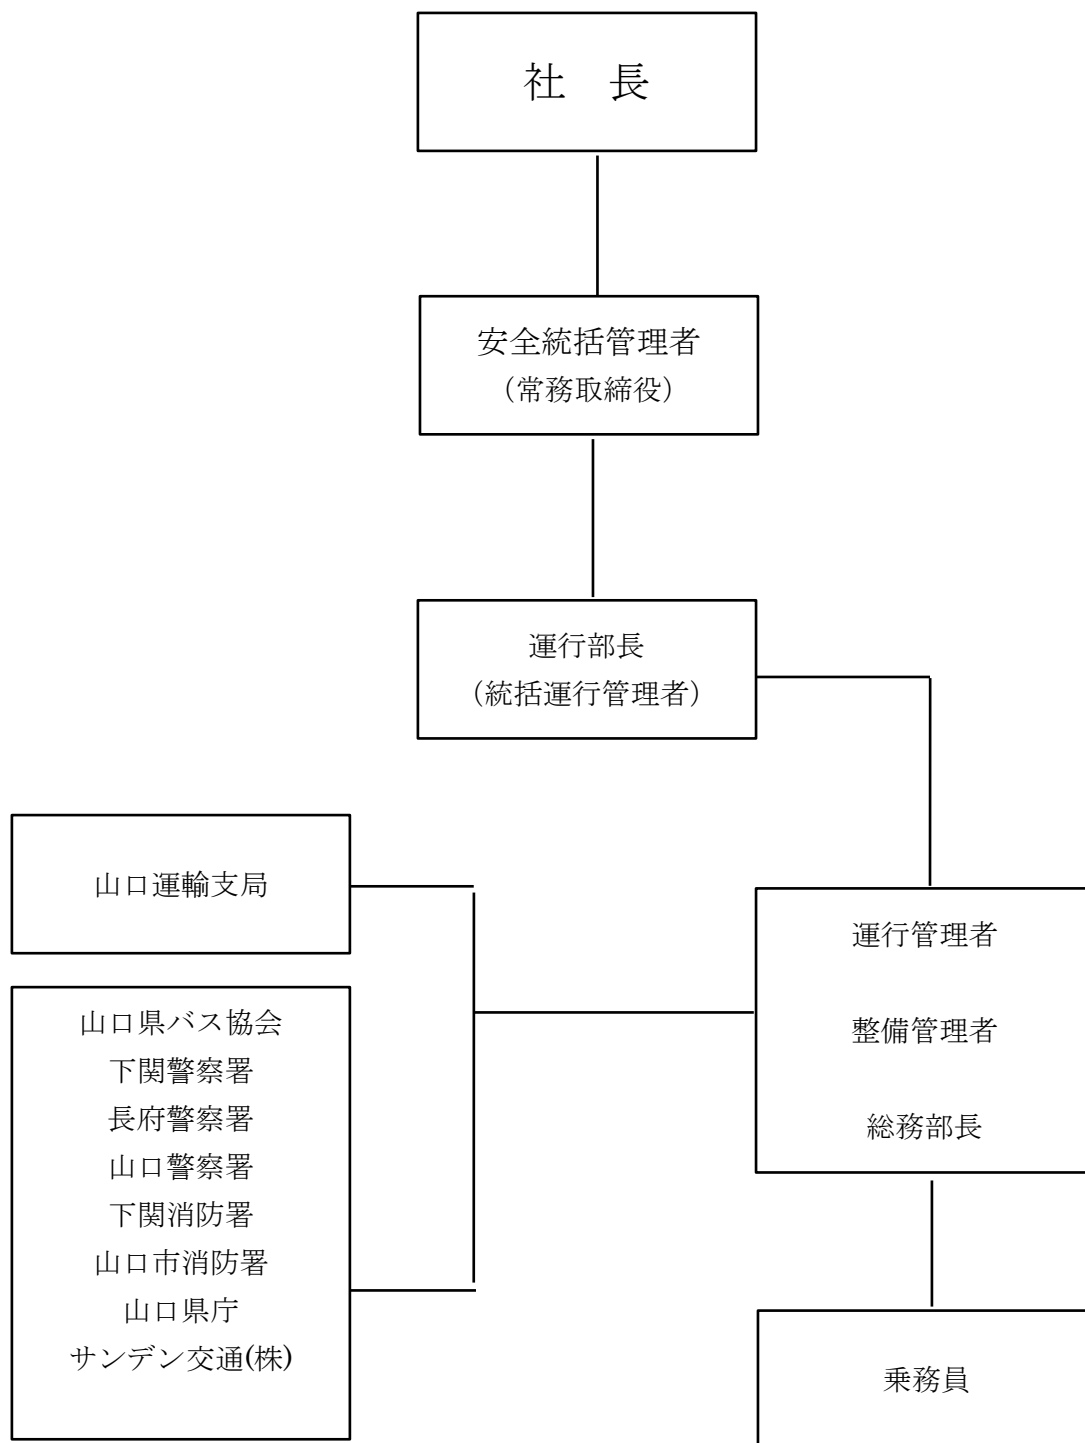 社　長
安全統括管理者
（常務取締役）
運行部長
（統括運行管理者）
山口運輸支局
山口県バス協会
下関警察署
長府警察署
山口警察署
下関消防署
山口市消防署
山口県庁
サンデン交通(株)
運行管理者
整備管理者
総務部長
乗務員